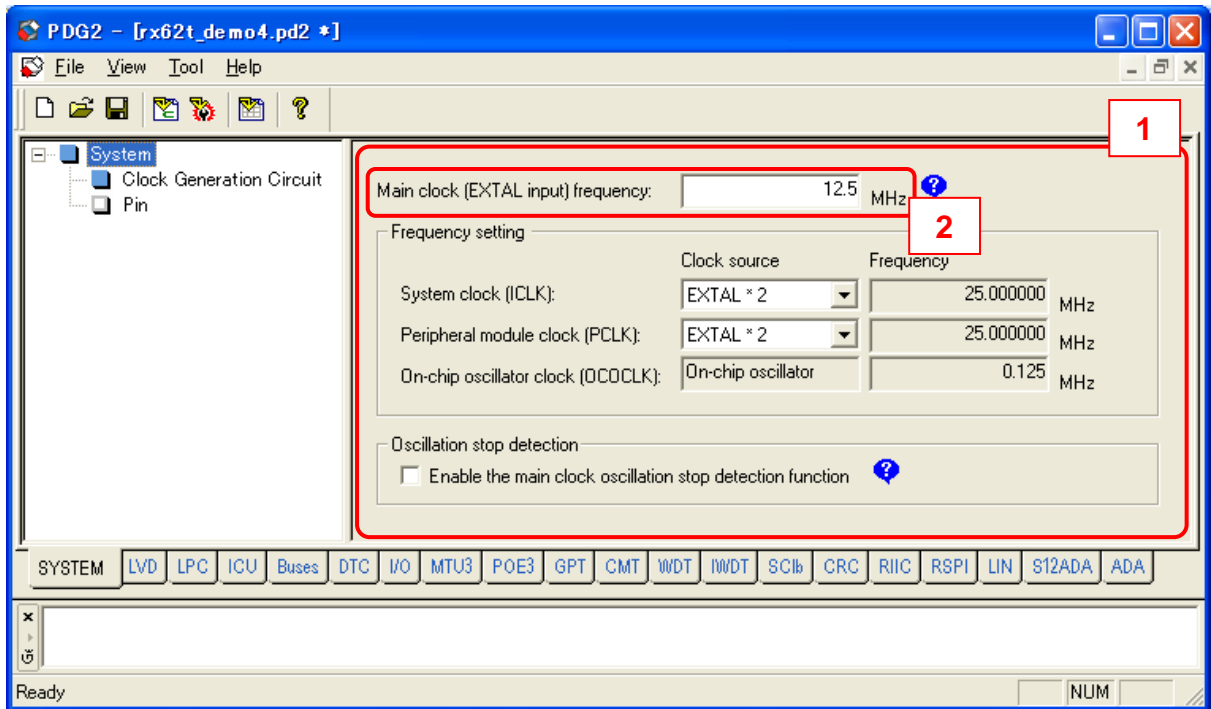 PDG2 - [rx62t_demo4.pd2 *]
File View Tool Help
1
System
Clock Generation Circuit
Pin
Main clock (EXTAL input) frequency: 12.5 MHz
2
Frequency setting
Clock source Frequency
System clock (ICLK): EXTAL * 2 25.000000 MHz
Peripheral module clock (PCLK): EXTAL * 2 25.000000 MHz
On-chip oscillator clock (OCOCLK): On-chip oscillator 0.125 MHz
Oscillation stop detection
Enable the main clock oscillation stop detection function
SYSTEM LVD LPC ICU Buses DTC I/O MTU3 POE3 GPT CMT WDT IWDT SCIb CRC RIIC RSPI LIN S12ADA ADA
Ready NUM